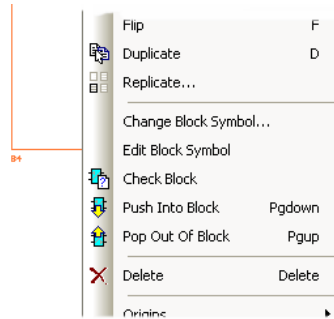 Flip F
Duplicate D
Replicate...
Change Block Symbol...
Edit Block Symbol
B4
Check Block
Push Into Block Pgdown
Pop Out Of Block Pgup
Delete Delete
Origins